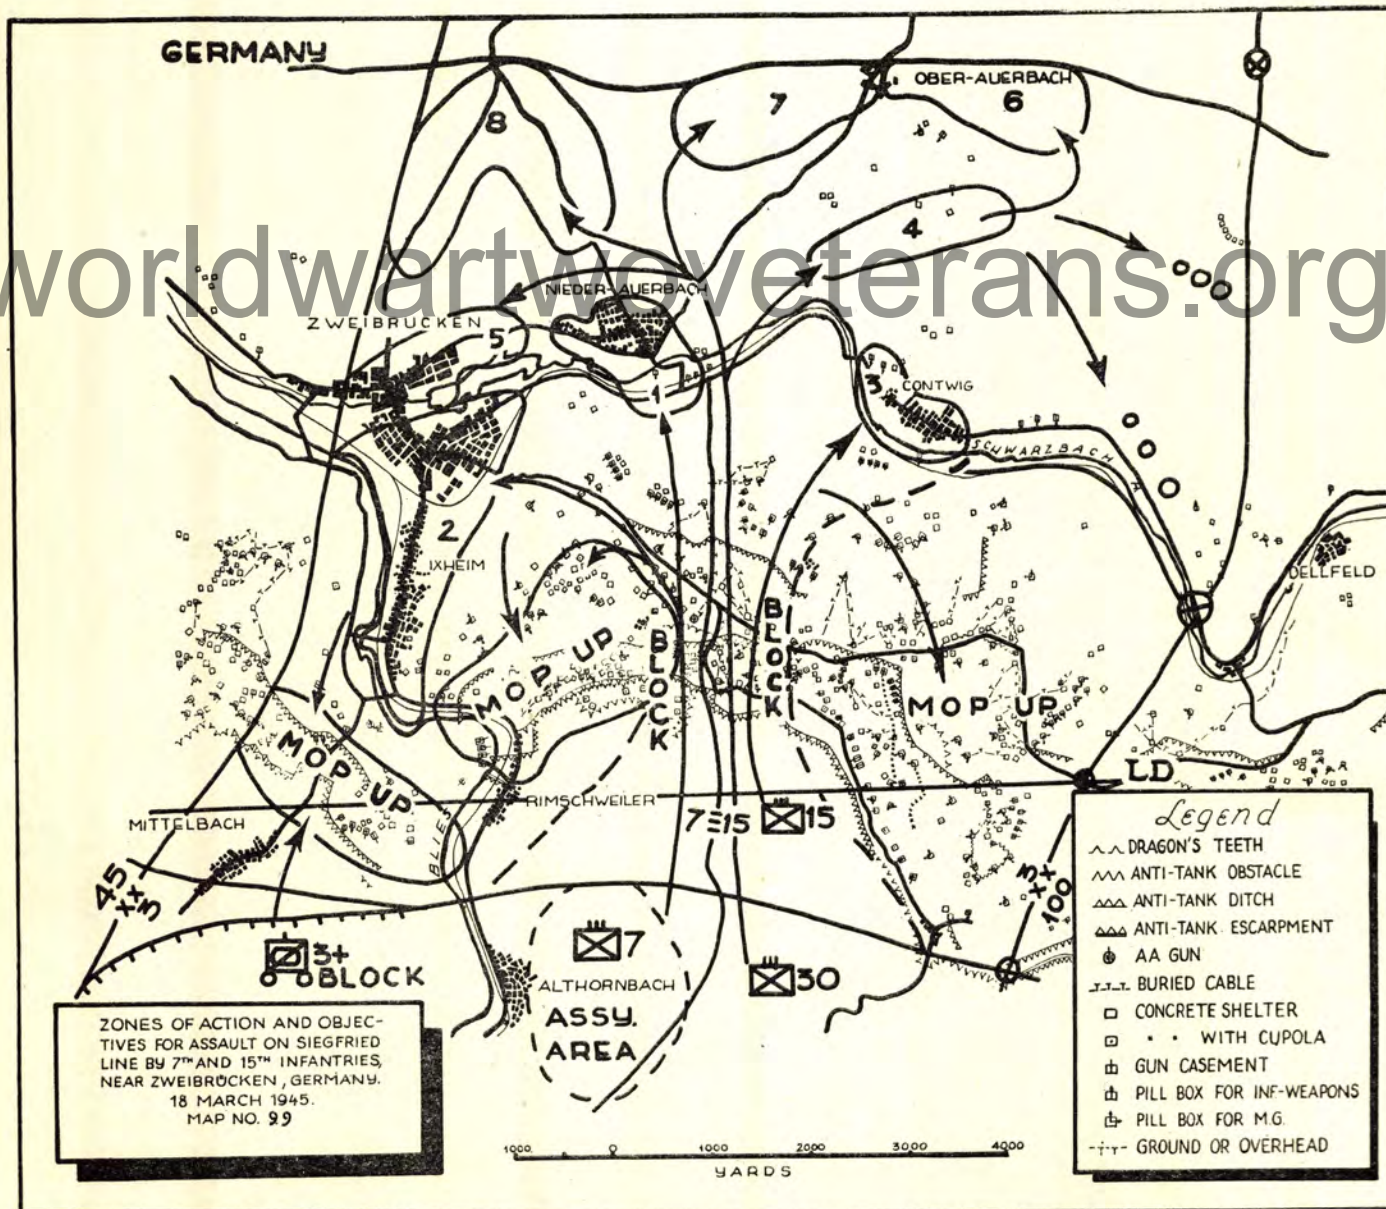 GERMANY
OBER-AUERBACH
7
6
8
4
worldwartwoveterans.org
NIEDER-AUERBACH
ZWEIBRUCKEN
5
1
3
CONTWIG
SCHWARZBACH
2
IXHEIM
DELLFELD
BLOCK
BLOCK
MOP UP
MOP UP
MOP UP
LD
RIMSCHWEILER
MITTELBACH
BLIES
7 15
15
45
XX
3
3
XX
100
3+
BLOCK
7
30
ALTHORNBACH
ASSY.
AREA
Legend
DRAGON'S TEETH
ANTI-TANK OBSTACLE
ANTI-TANK DITCH
ANTI-TANK ESCARPMENT
AA GUN
BURIED CABLE
CONCRETE SHELTER
" " WITH CUPOLA
GUN CASEMENT
PILL BOX FOR INF-WEAPONS
PILL BOX FOR M.G.
GROUND OR OVERHEAD
ZONES OF ACTION AND OBJEC-
TIVES FOR ASSAULT ON SIEGFRIED
LINE BY 7TH AND 15TH INFANTRIES,
NEAR ZWEIBRÜCKEN, GERMANY.
18 MARCH 1945.
MAP NO. 99
1000 0 1000 2000 3000 4000
YARDS